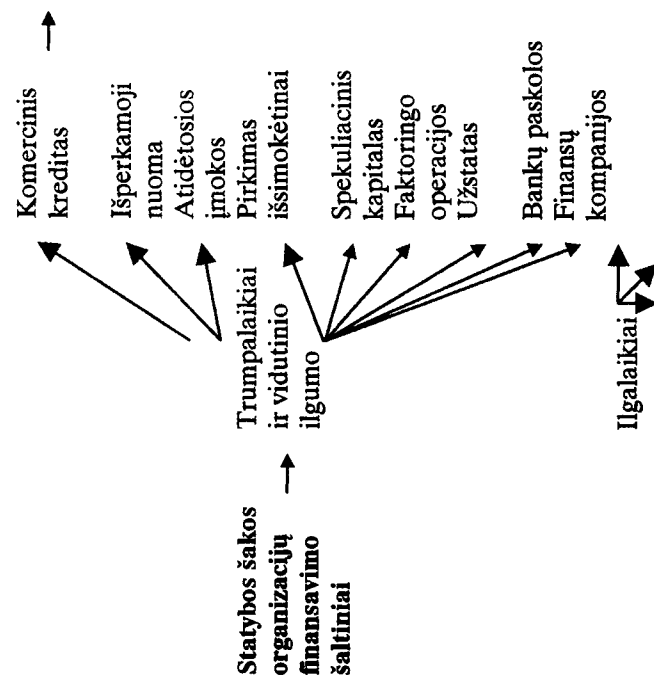 Statybos šakos
organizacijų
finansavimo
šaltiniai
Trumpalaikiai
ir vidutinio
ilgumo
Komercinis
kreditas
Išperkamoji
nuoma
Atidėtosios
įmokos
Pirkimas
išsimokėtinai
Spekuliacinis
kapitalas
Faktoringo
operacijos
Užstatas
Bankų paskolos
Finansų
kompanijos
Ilgalaikiai